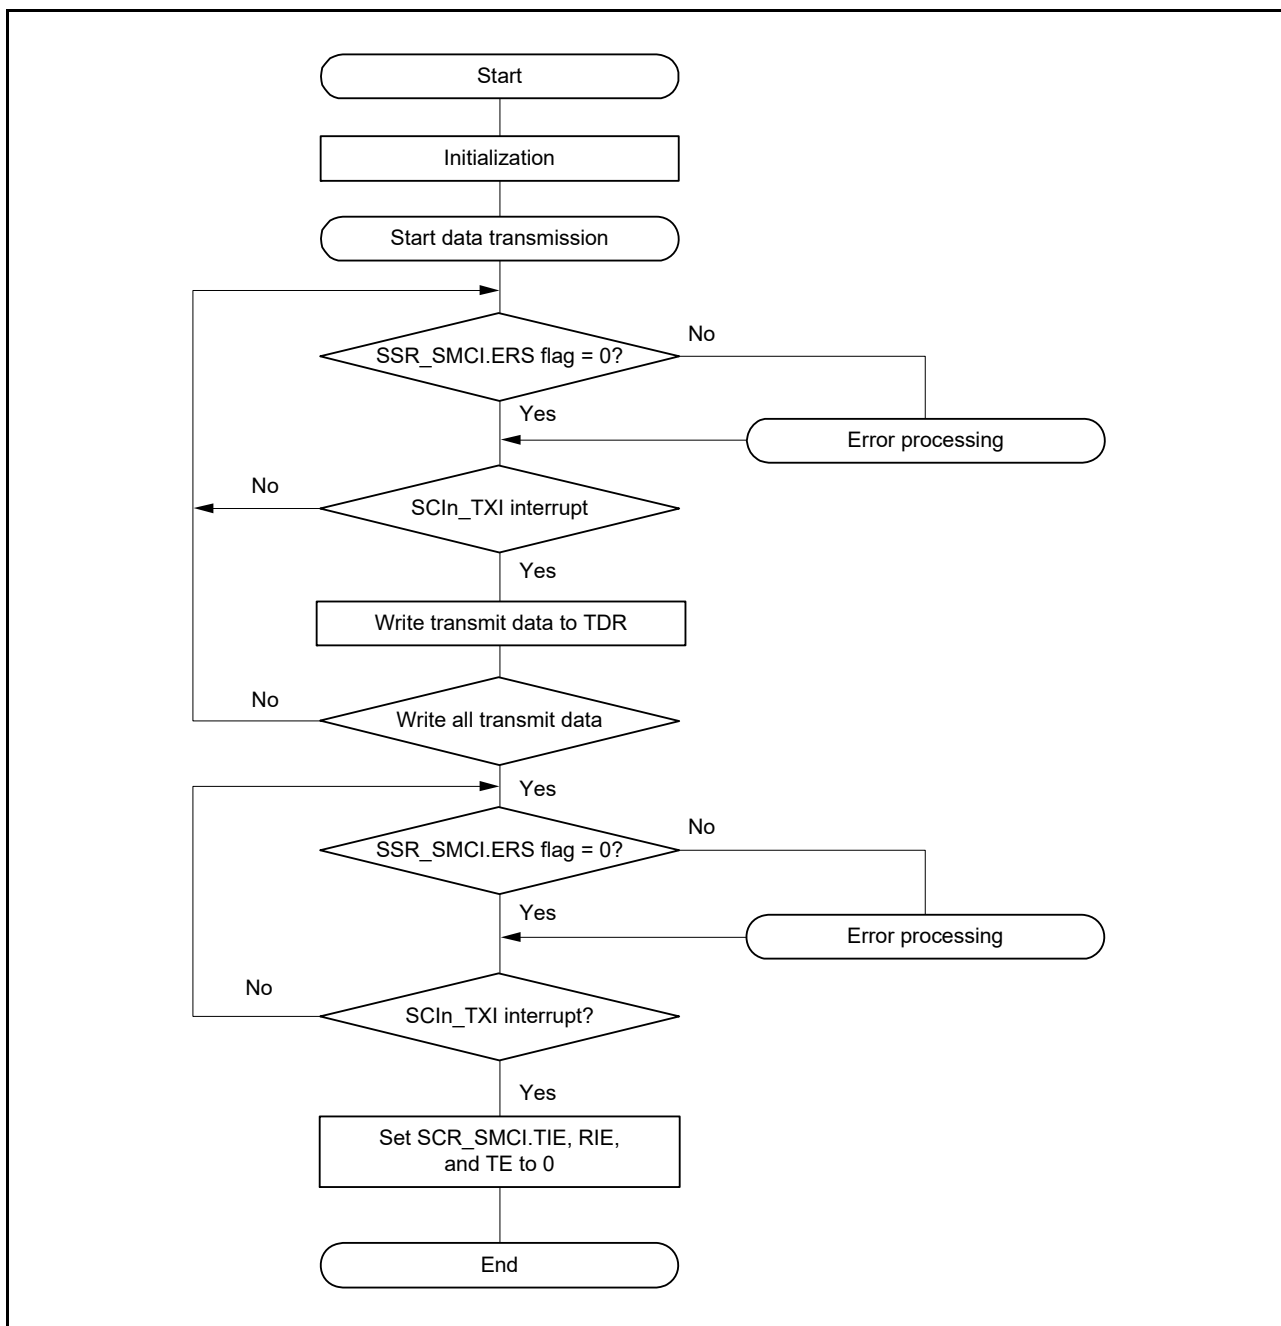 Start
Initialization
Start data transmission
SSR_SMCI.ERS flag = 0?
No
Yes
Error processing
No
SCIn_TXI interrupt
Yes
Write transmit data to TDR
No
Write all transmit data
Yes
SSR_SMCI.ERS flag = 0?
No
Yes
Error processing
No
SCIn_TXI interrupt?
Yes
Set SCR_SMCI.TIE, RIE,
and TE to 0
End